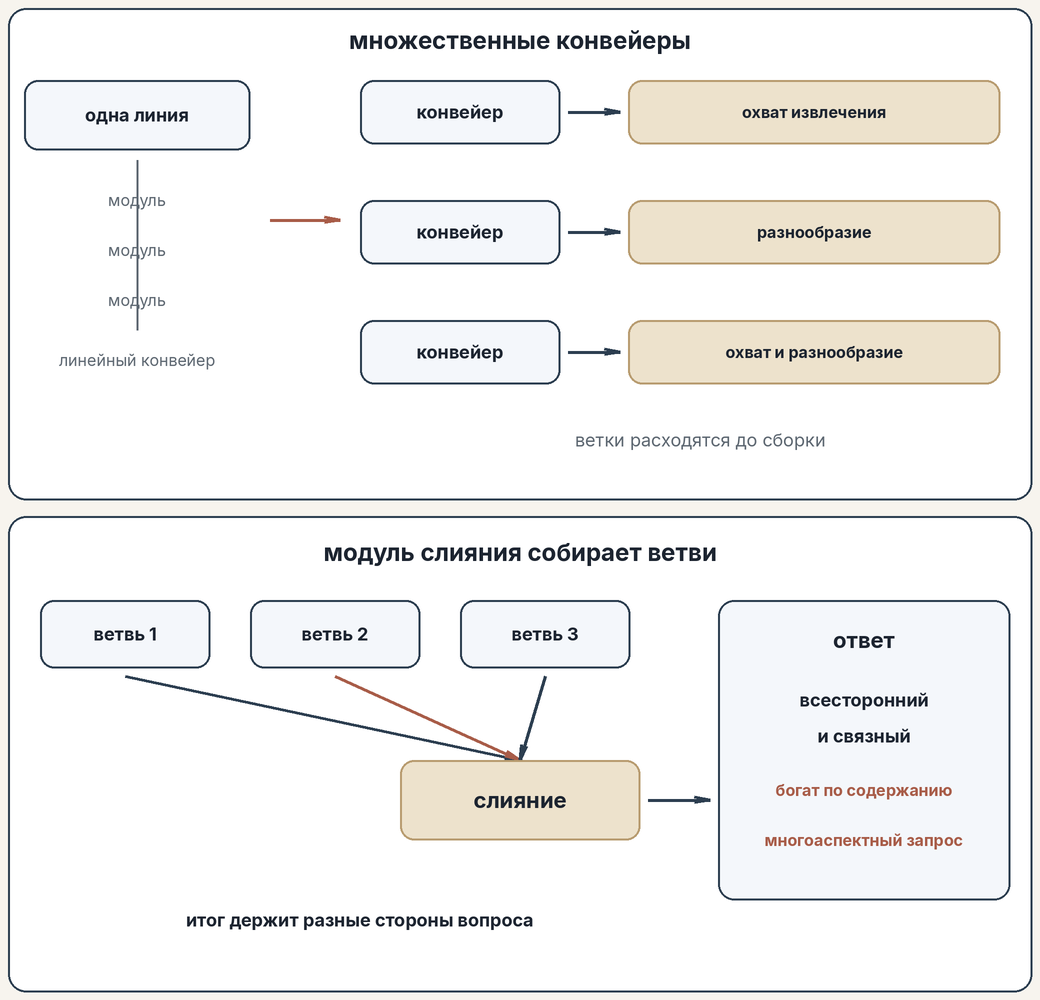 множественные конвейеры
одна линия
модуль
модуль
модуль
линейный конвейер
конвейер
охват извлечения
конвейер
разнообразие
конвейер
охват и разнообразие
ветки расходятся до сборки
модуль слияния собирает ветви
ветвь 1
ветвь 2
ветвь 3
слияние
ответ
всесторонний
и связный
богат по содержанию
многоаспектный запрос
итог держит разные стороны вопроса